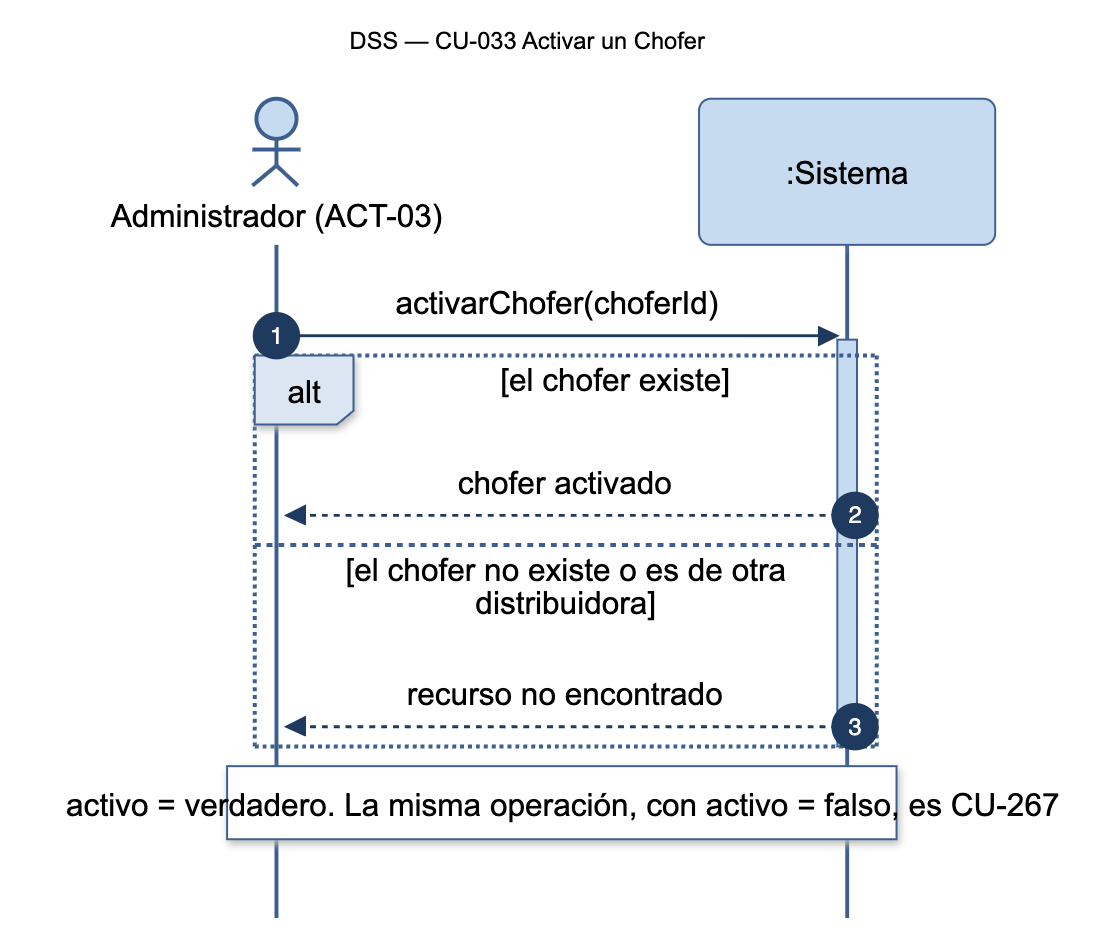 DSS — CU-033 Activar un Chofer
Administrador (ACT-03)
:Sistema
activarChofer(choferId)
1
alt
[el chofer existe]
chofer activado
2
[el chofer no existe o es de otra
distribuidora]
recurso no encontrado
3
activo = verdadero. La misma operación, con activo = falso, es CU-267